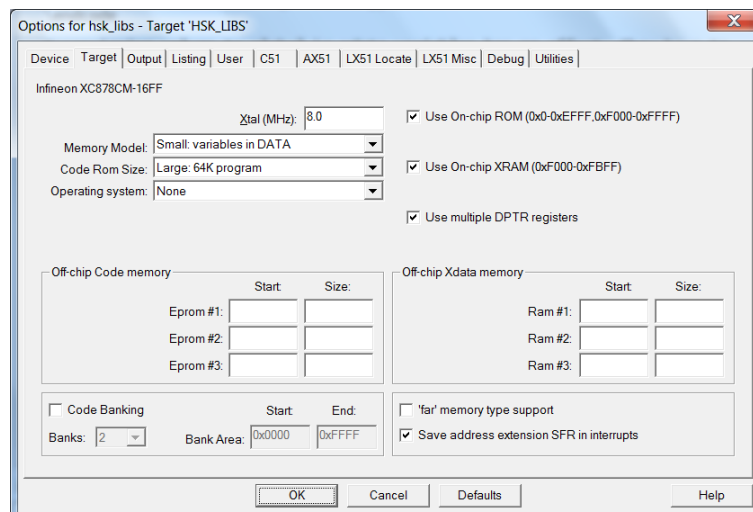 Options for hsk_libs - Target 'HSK_LIBS'
Device Target Output Listing User C51 AX51 LX51 Locate LX51 Misc Debug Utilities
Infineon XC878CM-16FF
Xtal (MHz): 8.0
Use On-chip ROM (0x0-0xEFFF,0xF000-0xFFFF)
Memory Model: Small: variables in DATA
Code Rom Size: Large: 64K program
Use On-chip XRAM (0xF000-0xFBFF)
Operating system: None
Use multiple DPTR registers
Off-chip Code memory
Start: Size:
Eprom #1:
Eprom #2:
Eprom #3:
Off-chip Xdata memory
Start: Size:
Ram #1:
Ram #2:
Ram #3:
Code Banking Start: End:
Banks: 2 Bank Area: 0x0000 0xFFFF
'far' memory type support
Save address extension SFR in interrupts
OK Cancel Defaults Help